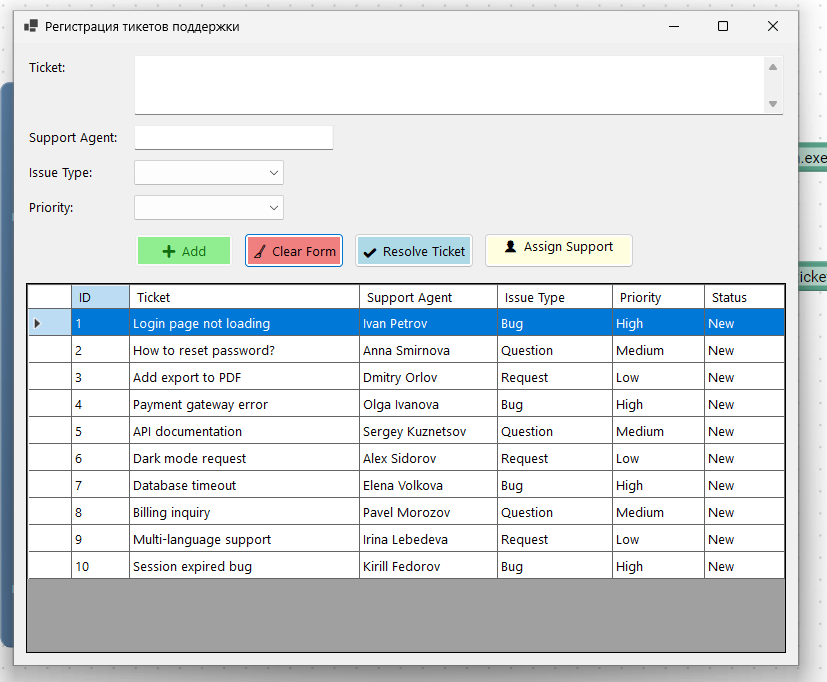 Регистрация тикетов поддержки
Ticket:
Support Agent:
.exe
Issue Type:
Priority:
Add Clear Form Resolve Ticket Assign Support
ID Ticket Support Agent Issue Type Priority Status
1 Login page not loading Ivan Petrov Bug High New
2 How to reset password? Anna Smirnova Question Medium New
3 Add export to PDF Dmitry Orlov Request Low New
4 Payment gateway error Olga Ivanova Bug High New
5 API documentation Sergey Kuznetsov Question Medium New
6 Dark mode request Alex Sidorov Request Low New
7 Database timeout Elena Volkova Bug High New
8 Billing inquiry Pavel Morozov Question Medium New
9 Multi-language support Irina Lebedeva Request Low New
10 Session expired bug Kirill Fedorov Bug High New